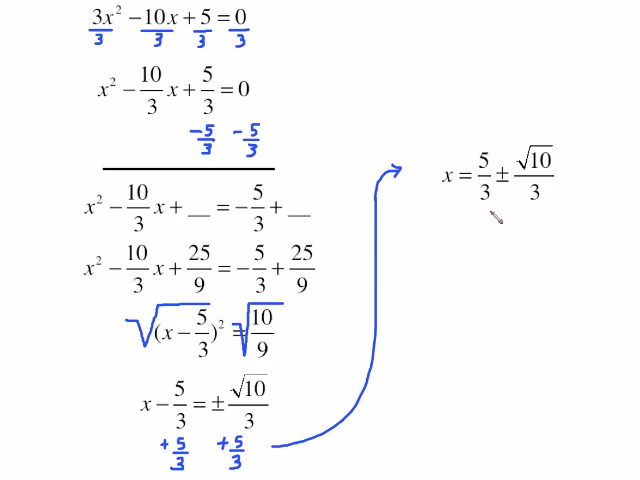 3x² − 10x + 5 = 0
3 3 3 3
x² − 10/3 x + 5/3 = 0
−5/3 −5/3
x² − 10/3 x + __ = − 5/3 + __
x² − 10/3 x + 25/9 = − 5/3 + 25/9
√(x − 5/3)² = √10/9
x − 5/3 = ± √10/3
+5/3 +5/3
x = 5/3 ± √10/3